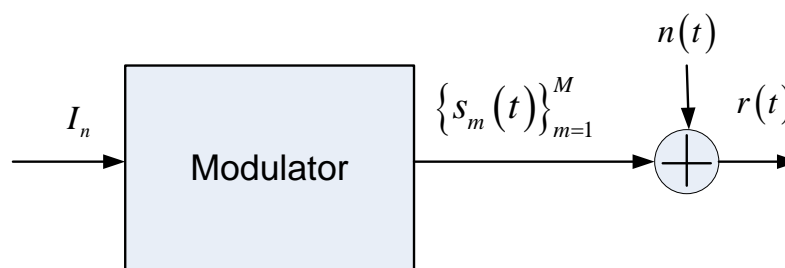 n(t)
I_n
{s_m(t)}_{m=1}^{M}
r(t)
Modulator